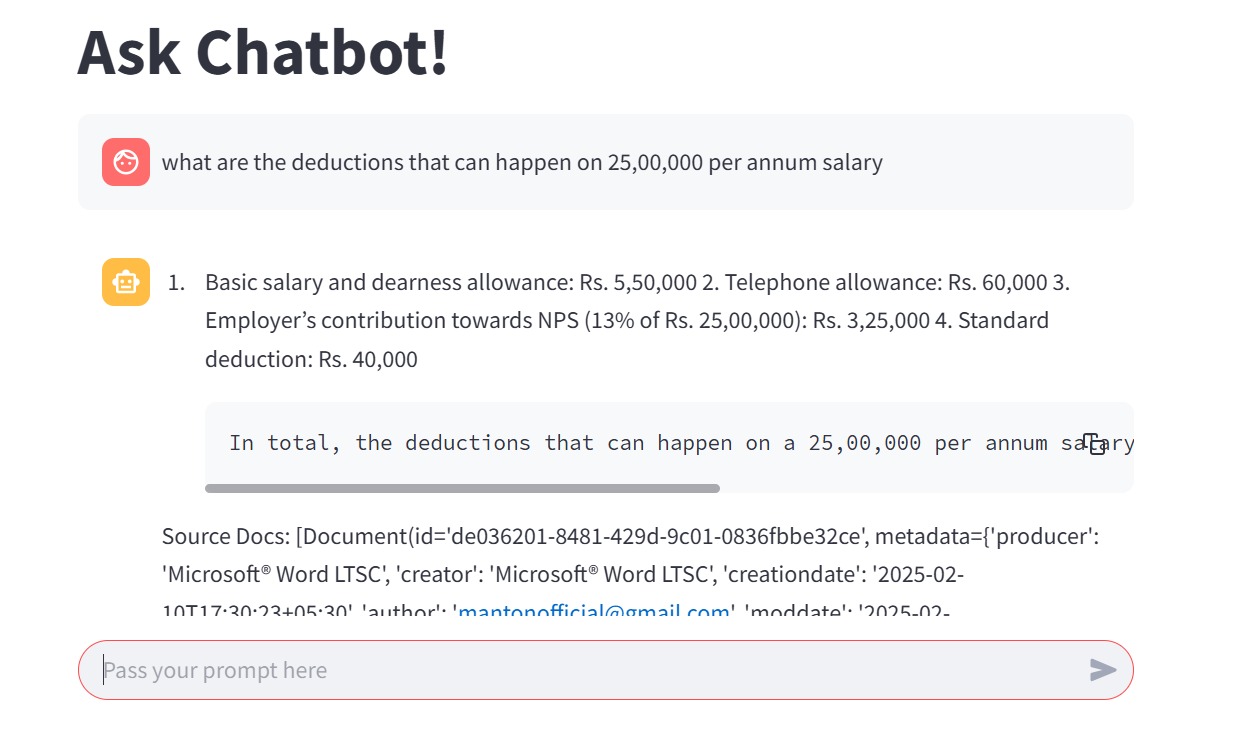 Ask Chatbot!
what are the deductions that can happen on 25,00,000 per annum salary
1. Basic salary and dearness allowance: Rs. 5,50,000 2. Telephone allowance: Rs. 60,000 3.
Employer’s contribution towards NPS (13% of Rs. 25,00,000): Rs. 3,25,000 4. Standard
deduction: Rs. 40,000
In total, the deductions that can happen on a 25,00,000 per annum salary
Source Docs: [Document(id='de036201-8481-429d-9c01-0836fbbe32ce', metadata={'producer':
'Microsoft® Word LTSC', 'creator': 'Microsoft® Word LTSC', 'creationdate': '2025-02-
10T17:30:23+05:30', 'author': 'mantonofficial@gmail.com', 'moddate': '2025-02-
Pass your prompt here